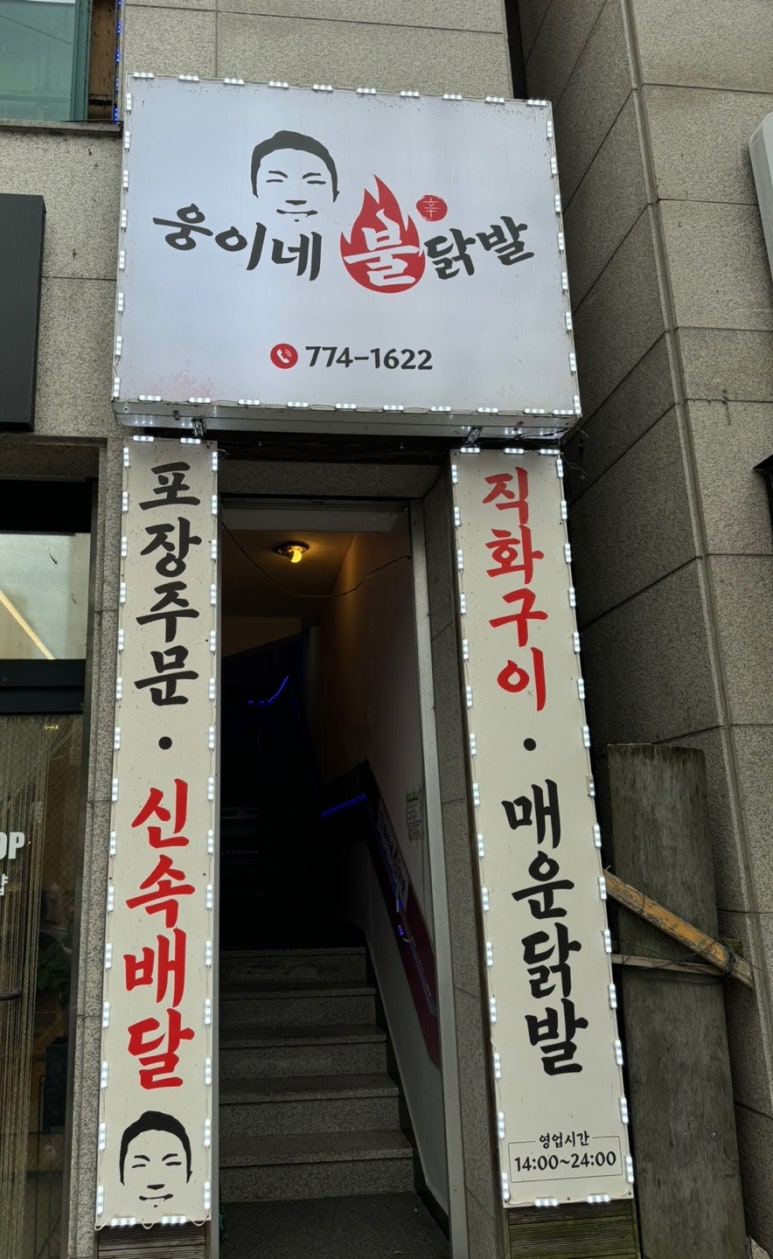 웅이네 불닭발
辛
774-1622
포장주문 · 신속배달
직화구이 · 매운닭발
영업시간
14:00~24:00
OP